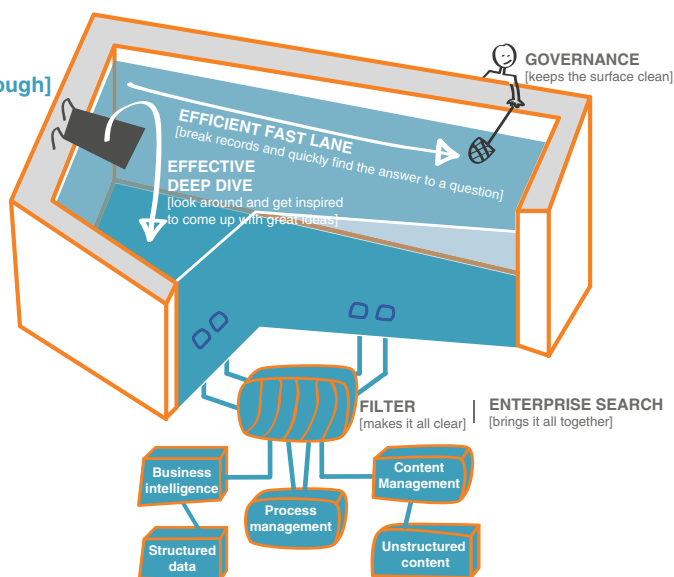 ough]
GOVERNANCE
[keeps the surface clean]
EFFICIENT FAST LANE
[break records and quickly find the answer to a question]
EFFECTIVE
DEEP DIVE
[look around and get inspired
to come up with great ideas]
FILTER
[makes it all clear]
ENTERPRISE SEARCH
[brings it all together]
Business
intelligence
Content
Management
Process
management
Structured
data
Unstructured
content